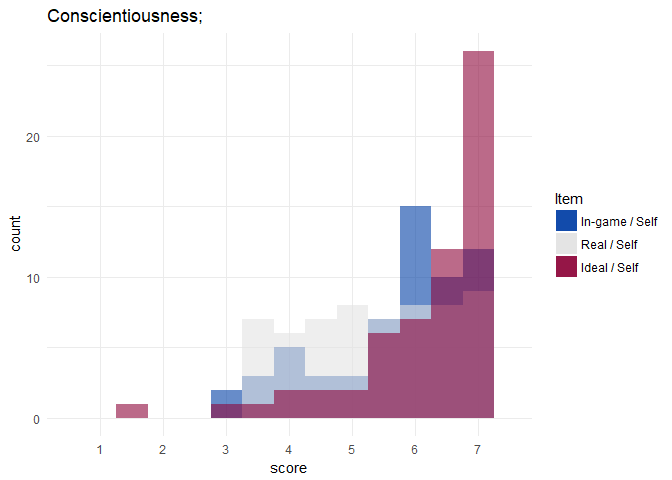 Conscientiousness;
count
20
10
0
1 2 3 4 5 6 7
score
Item
In-game / Self
Real / Self
Ideal / Self